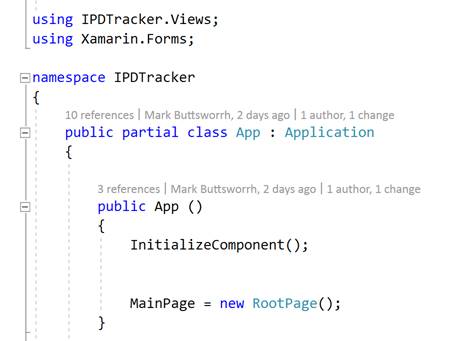 using IPDTracker.Views;
using Xamarin.Forms;
namespace IPDTracker
{
10 references | Mark Buttsworrh, 2 days ago | 1 author, 1 change
public partial class App : Application
{
3 references | Mark Buttsworrh, 2 days ago | 1 author, 1 change
public App ()
{
InitializeComponent();
MainPage = new RootPage();
}